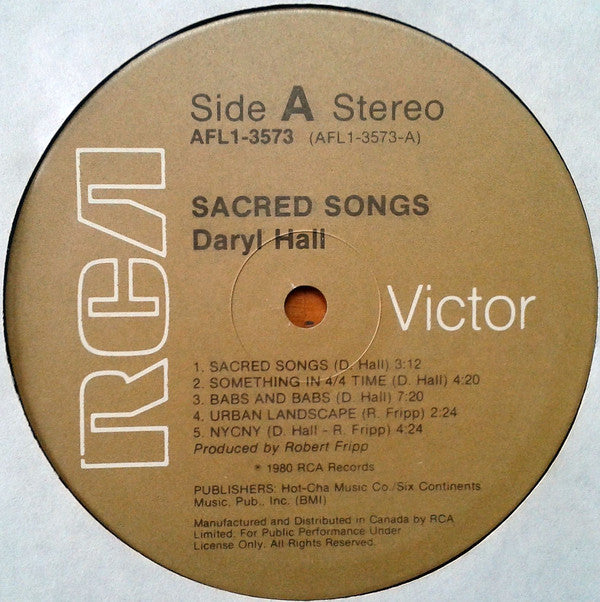 Side A Stereo
AFL1-3573 (AFL1-3573-A)
SACRED SONGS
Daryl Hall
RCA
Victor
1. SACRED SONGS (D. Hall) 3:12
2. SOMETHING IN 4/4 TIME (D. Hall) 4:20
3. BABS AND BABS (D. Hall) 7:20
4. URBAN LANDSCAPE (R. Fripp) 2:24
5. NYCNY (D. Hall - R. Fripp) 4:24
Produced by Robert Fripp
℗ 1980 RCA Records
PUBLISHERS: Hot-Cha Music Co./Six Continents
Music. Pub., Inc. (BMI)
Manufactured and Distributed in Canada by RCA
Limited. For Public Performance Under
License Only. All Rights Reserved.